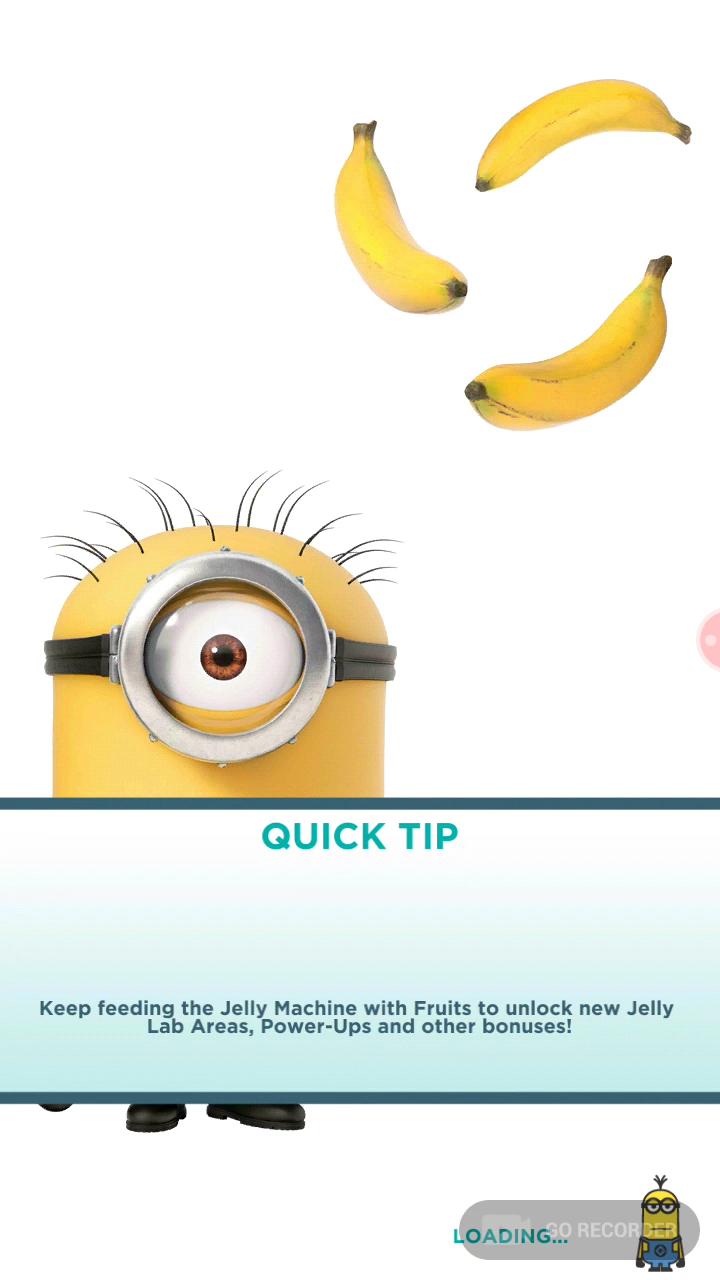 QUICK TIP
Keep feeding the Jelly Machine with Fruits to unlock new Jelly
Lab Areas, Power-Ups and other bonuses!
GO RECORDER
LOADING...